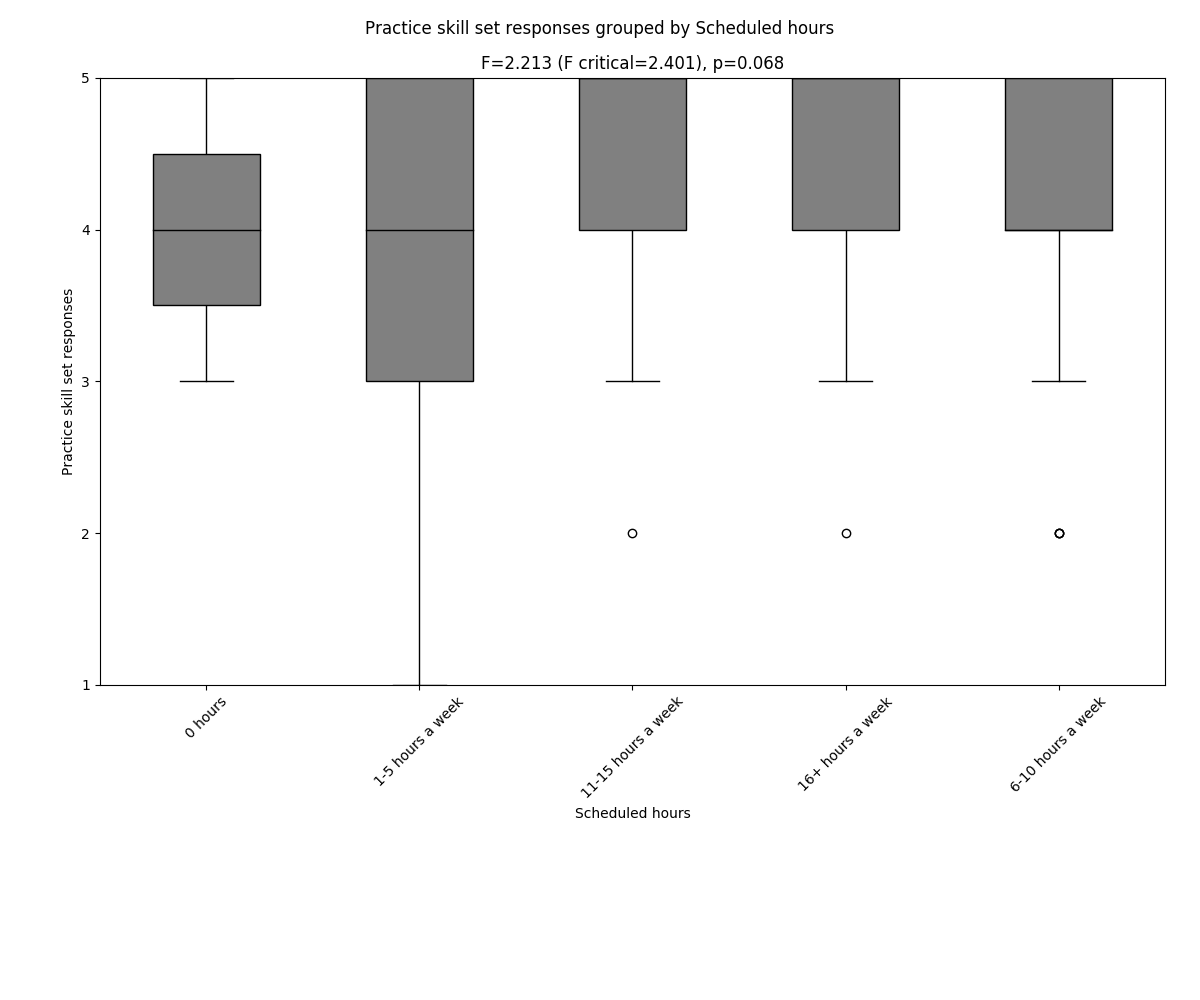 Practice skill set responses grouped by Scheduled hours
F=2.213 (F critical=2.401), p=0.068
5
4
3
2
1
Practice skill set responses
0 hours
1-5 hours a week
11-15 hours a week
16+ hours a week
6-10 hours a week
Scheduled hours